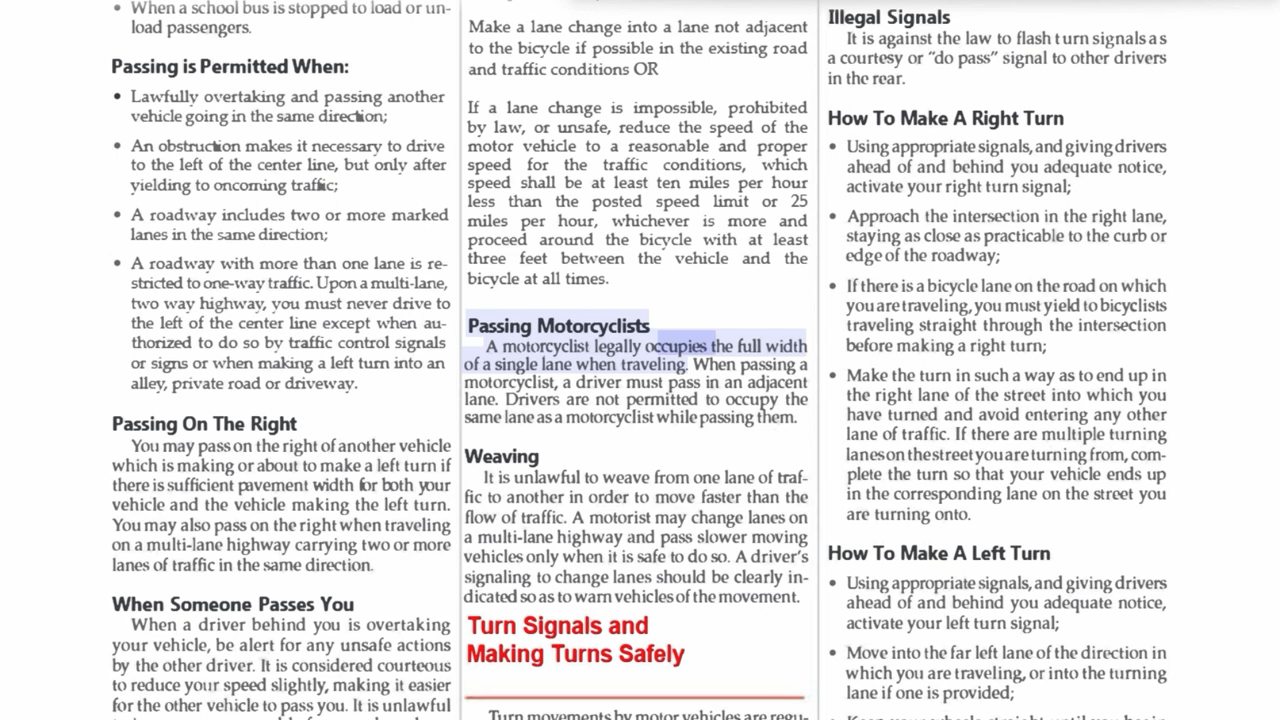 When a school bus is stopped to load or un-
load passengers.
Passing is Permitted When:
Lawfully overtaking and passing another
vehicle going in the same direction;
An obstruction makes it necessary to drive
to the left of the center line, but only after
yielding to oncoming traffic;
A roadway includes two or more marked
lanes in the same direction;
A roadway with more than one lane is re-
stricted to one-way traffic. Upon a multi-lane,
two way highway, you must never drive to
the left of the center line except when au-
thorized to do so by traffic control signals
or signs or when making a left turn into an
alley, private road or driveway.
Passing On The Right
You may pass on the right of another vehicle
which is making or about to make a left turn if
there is sufficient pavement width for both your
vehicle and the vehicle making the left turn.
You may also pass on the right when traveling
on a multi-lane highway carrying two or more
lanes of traffic in the same direction.
When Someone Passes You
When a driver behind you is overtaking
your vehicle, be alert for any unsafe actions
by the other driver. It is considered courteous
to reduce your speed slightly, making it easier
for the other vehicle to pass you. It is unlawful
Make a lane change into a lane not adjacent
to the bicycle if possible in the existing road
and traffic conditions OR
If a lane change is impossible, prohibited
by law, or unsafe, reduce the speed of the
motor vehicle to a reasonable and proper
speed for the traffic conditions, which
speed shall be at least ten miles per hour
less than the posted speed limit or 25
miles per hour, whichever is more and
proceed around the bicycle with at least
three feet between the vehicle and the
bicycle at all times.
Passing Motorcyclists
A motorcyclist legally occupies the full width
of a single lane when traveling. When passing a
motorcyclist, a driver must pass in an adjacent
lane. Drivers are not permitted to occupy the
same lane as a motorcyclist while passing them.
Weaving
It is unlawful to weave from one lane of traf-
fic to another in order to move faster than the
flow of traffic. A motorist may change lanes on
a multi-lane highway and pass slower moving
vehicles only when it is safe to do so. A driver's
signaling to change lanes should be clearly in-
dicated so as to warn vehicles of the movement.
Turn Signals and
Making Turns Safely
Turn movements by motor vehicles are regu-
Illegal Signals
It is against the law to flash turn signals as
a courtesy or “do pass” signal to other drivers
in the rear.
How To Make A Right Turn
Using appropriate signals, and giving drivers
ahead of and behind you adequate notice,
activate your right turn signal;
Approach the intersection in the right lane,
staying as close as practicable to the curb or
edge of the roadway;
If there is a bicycle lane on the road on which
you are traveling, you must yield to bicyclists
traveling straight through the intersection
before making a right turn;
Make the turn in such a way as to end up in
the right lane of the street into which you
have turned and avoid entering any other
lane of traffic. If there are multiple turning
lanes on the street you are turning from, com-
plete the turn so that your vehicle ends up
in the corresponding lane on the street you
are turning onto.
How To Make A Left Turn
Using appropriate signals, and giving drivers
ahead of and behind you adequate notice,
activate your left turn signal;
Move into the far left lane of the direction in
which you are traveling, or into the turning
lane if one is provided;